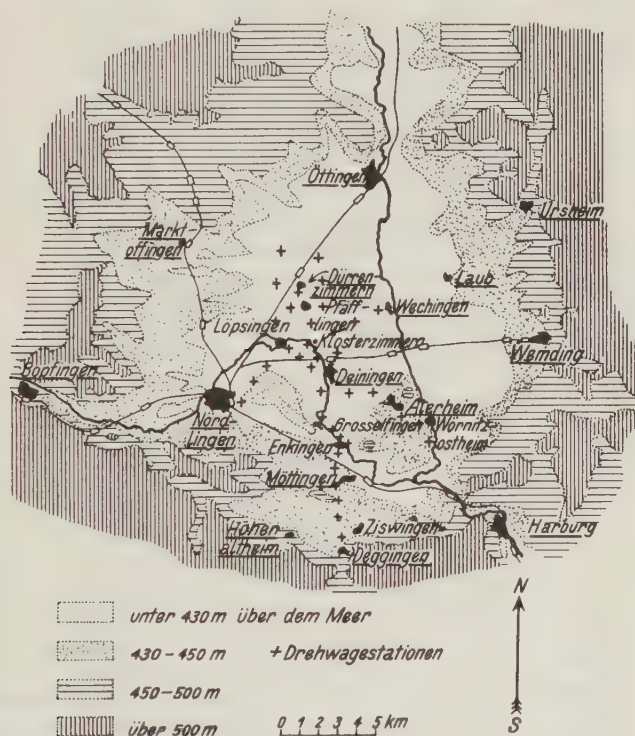 Öttingen
Ursheim
Markt-
offingen
Dürren-
zimmern
Laub
Pfäff-
lingen
Wechingen
Löpsingen
Klosterzimmern
Wemding
Bopfingen
Deiningen
Nörd-
lingen
Alerheim
Grosselfingen
Wörnitz-
ostheim
Enkingen
Möttingen
Ziswingen
Harburg
Hohen-
altheim
Deggingen
unter 430 m über dem Meer
430-450 m + Drehwagestationen
450-500 m
über 500 m
0 1 2 3 4 5 km
N
S